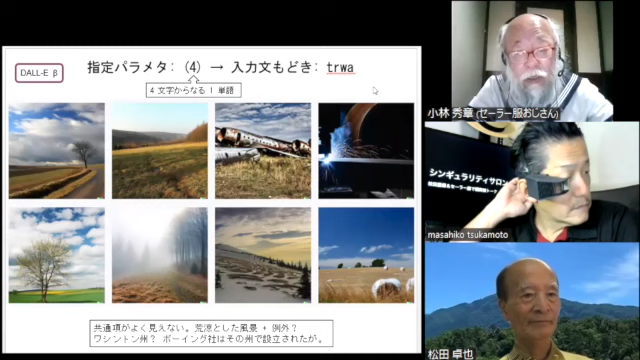 DALL-E β
指定パラメタ: (4) → 入力文もどき: trwa
4 文字からなる 1 単語
共通項がよく見えない。荒涼とした風景 + 例外?
ワシントン州? ボーイング社はその州で設立されたが。
小林 秀章 (セーラー服おじさん)
シンギュラリティサロン
masahiko tsukamoto
松田 卓也